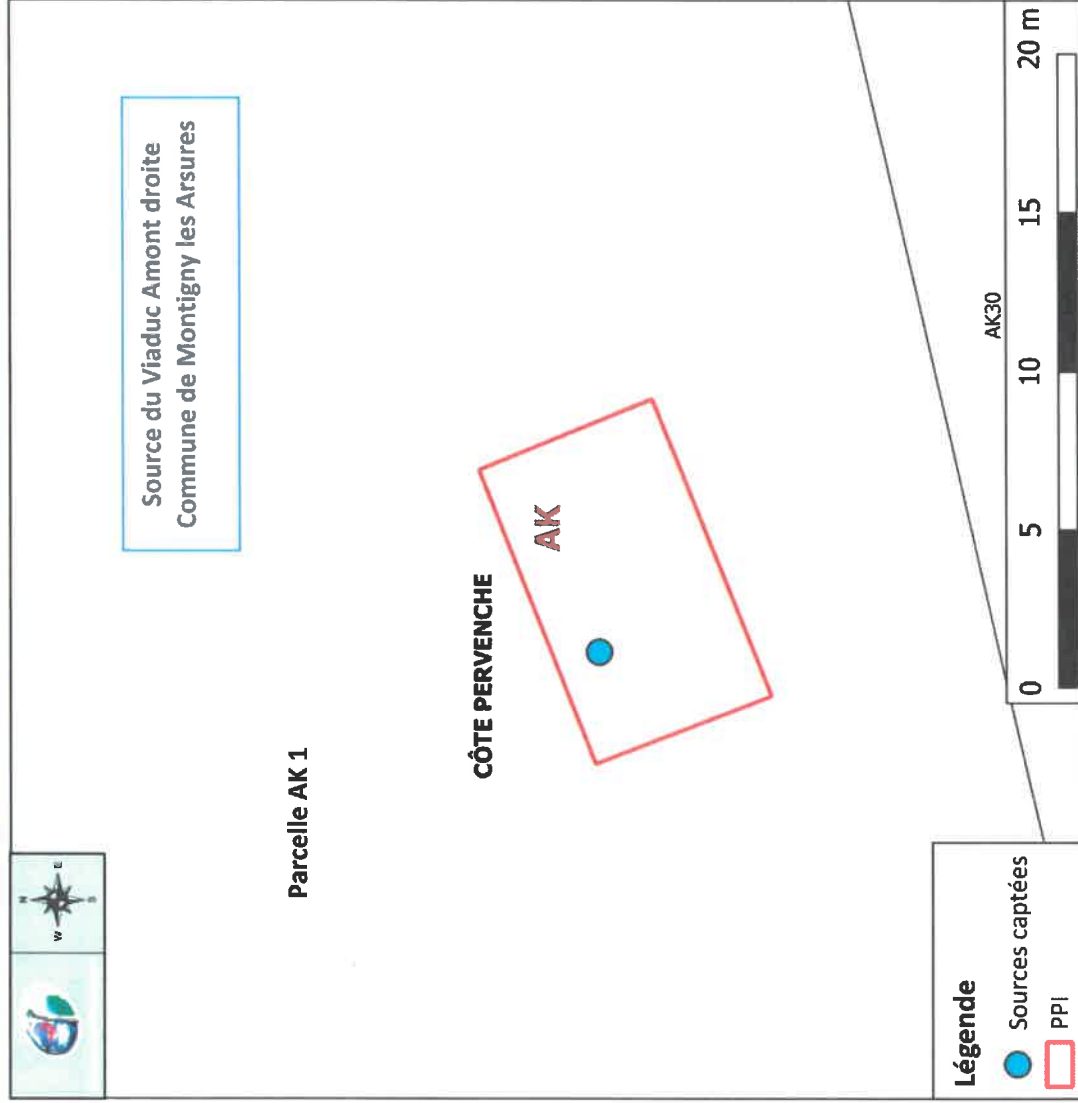 N
W
E
S
Source du Viaduc Amont droite
Commune de Montigny les Arsures
Parcelle AK 1
CÔTE PERVENCHE
AK
AK30
0
5
10
15
20 m
Légende
Sources captées
PPI